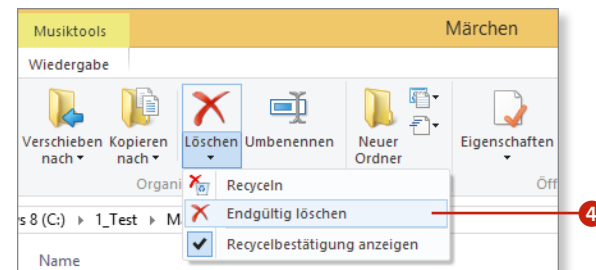 Musiktools
Märchen
Wiedergabe
Verschieben nach
Kopieren nach
Löschen
Umbenennen
Neuer Ordner
Eigenschaften
Organi
Öff
Recyceln
s 8 (C:) 1_Test M
Endgültig löschen
4
Recycelbestätigung anzeigen
Name